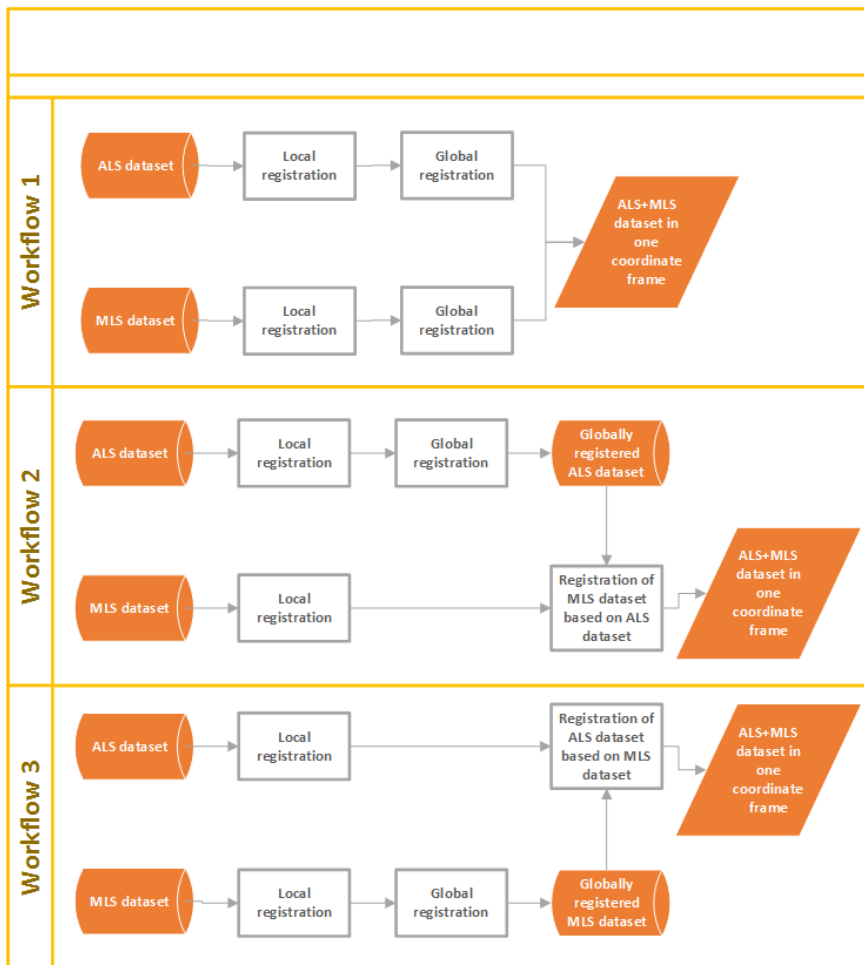 Workflow 1
ALS dataset
Local
registration
Global
registration
ALS+MLS
dataset in
one
coordinate
frame
MLS dataset
Local
registration
Global
registration
Workflow 2
ALS dataset
Local
registration
Global
registration
Globally
registered
ALS dataset
MLS dataset
Local
registration
Registration of
MLS dataset
based on ALS
dataset
ALS+MLS
dataset in
one
coordinate
frame
Workflow 3
ALS dataset
Local
registration
Registration of
ALS dataset
based on MLS
dataset
ALS+MLS
dataset in
one
coordinate
frame
MLS dataset
Local
registration
Global
registration
Globally
registered
MLS dataset